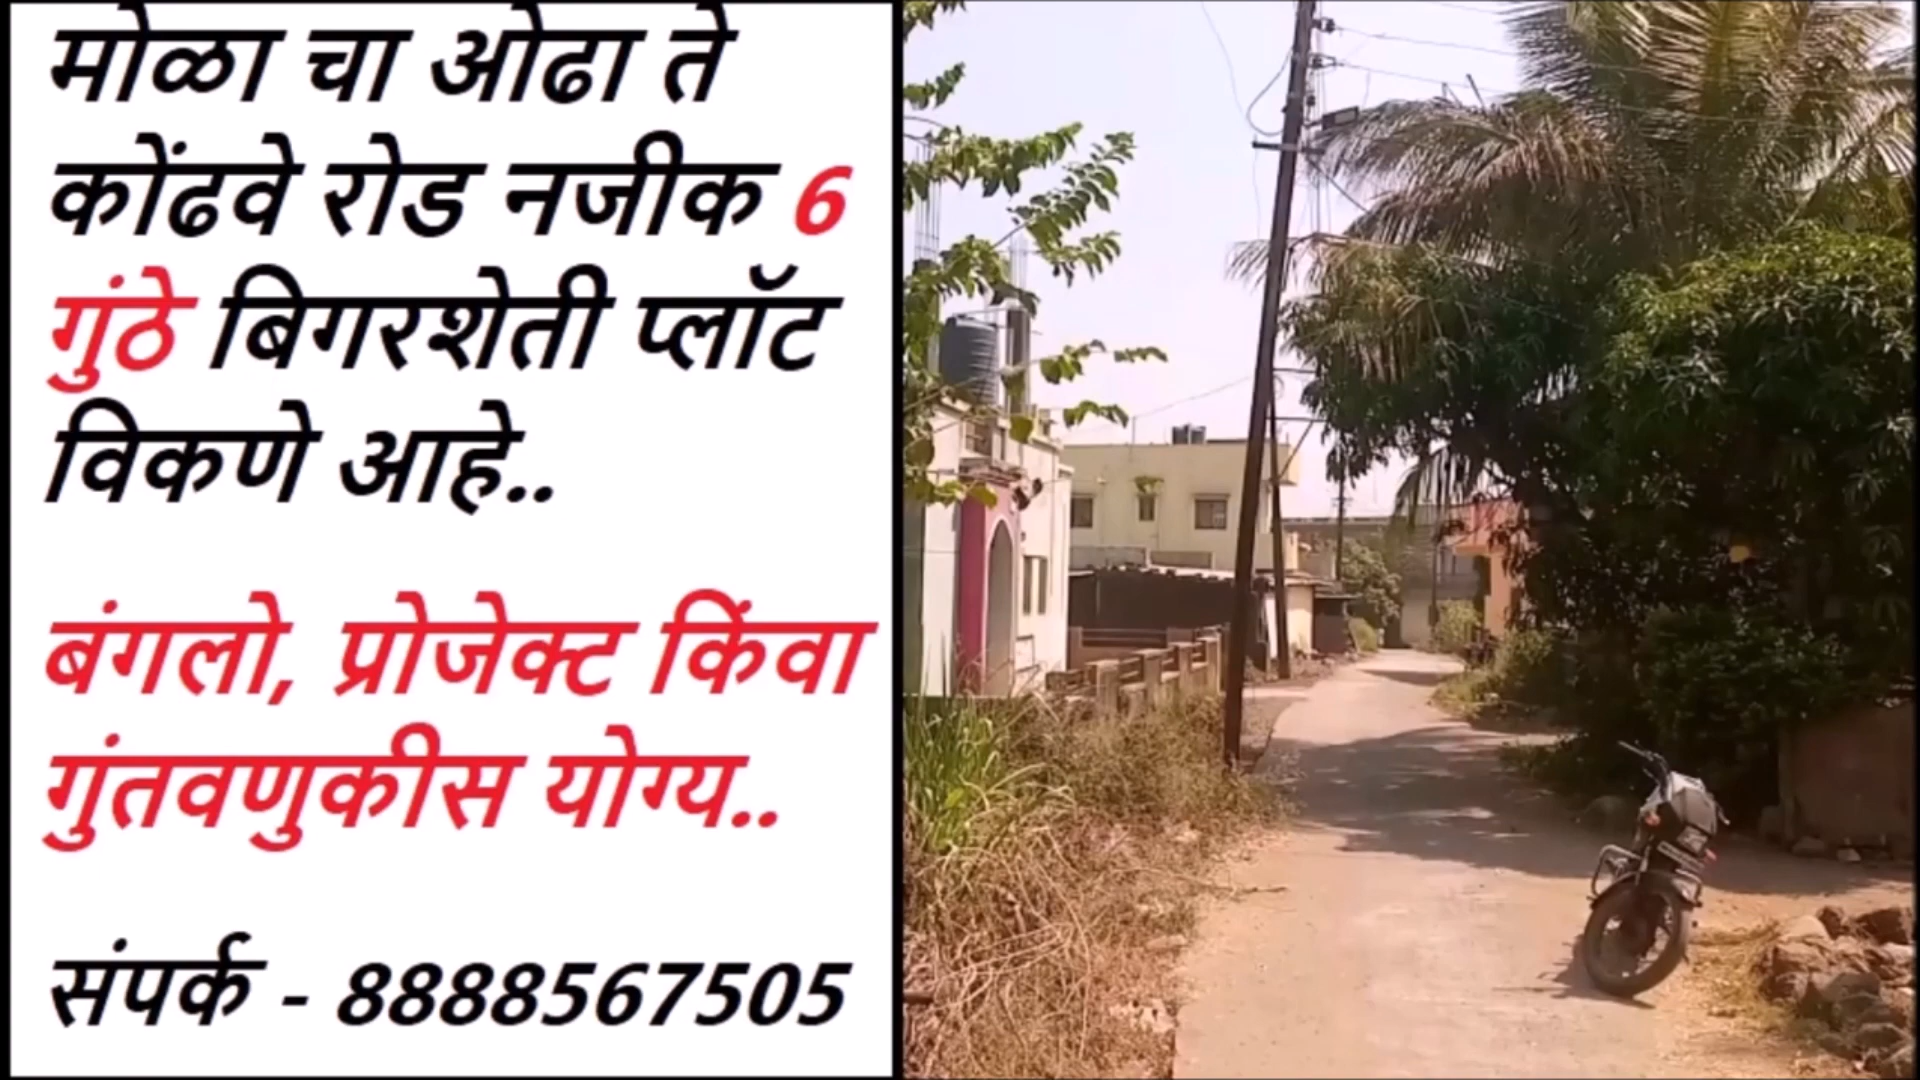 मोळा चा ओढा ते
कोंढवे रोड नजीक 6
गुंठे बिगरशेती प्लॉट
विकणे आहे..
बंगलो, प्रोजेक्ट किंवा
गुंतवणुकीस योग्य..
संपर्क - 8888567505